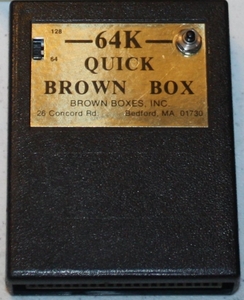 128
—64K—
64
QUICK
BROWN BOX
BROWN BOXES, INC.
26 Concord Rd. Bedford, MA. 01730